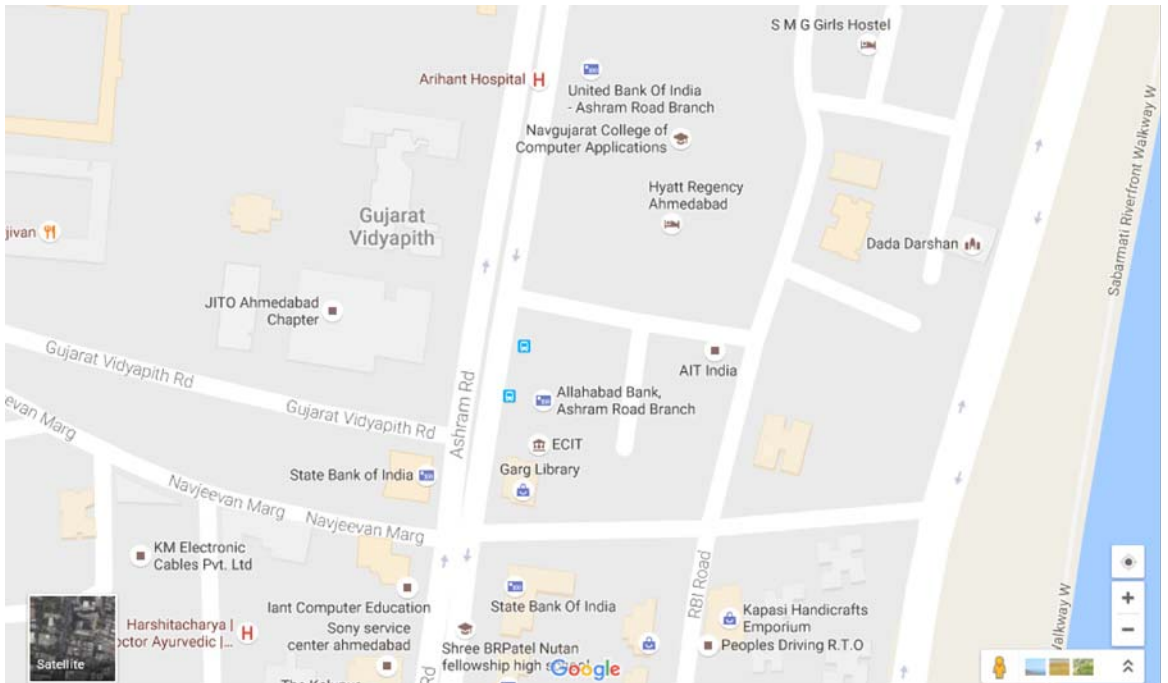 S M G Girls Hostel
Arihant Hospital
H
United Bank Of India
- Ashram Road Branch
Navgujarat College of
Computer Applications
Hyatt Regency
Ahmedabad
Sabarmati Riverfront Walkway W
Gujarat
Vidyapith
jivan
Dada Darshan
JITO Ahmedabad
Chapter
Gujarat Vidyapith Rd
AIT India
Allahabad Bank,
Ashram Road Branch
Gujarat Vidyapith Rd
Ashram Rd
evan Marg
ECIT
Garg Library
State Bank of India
Navjeevan Marg
Navjeevan Marg
KM Electronic
Cables Pvt. Ltd
RBI Road
lant Computer Education
State Bank Of India
Kapasi Handicrafts
Emporium
Harshitacharya |
octor Ayurvedic |...
H
Sony service
center ahmedabad
Shree BRPatel Nutan
fellowship high
Peoples Driving R.T.O
Walkway W
Satellite
Google
Rd
+
−